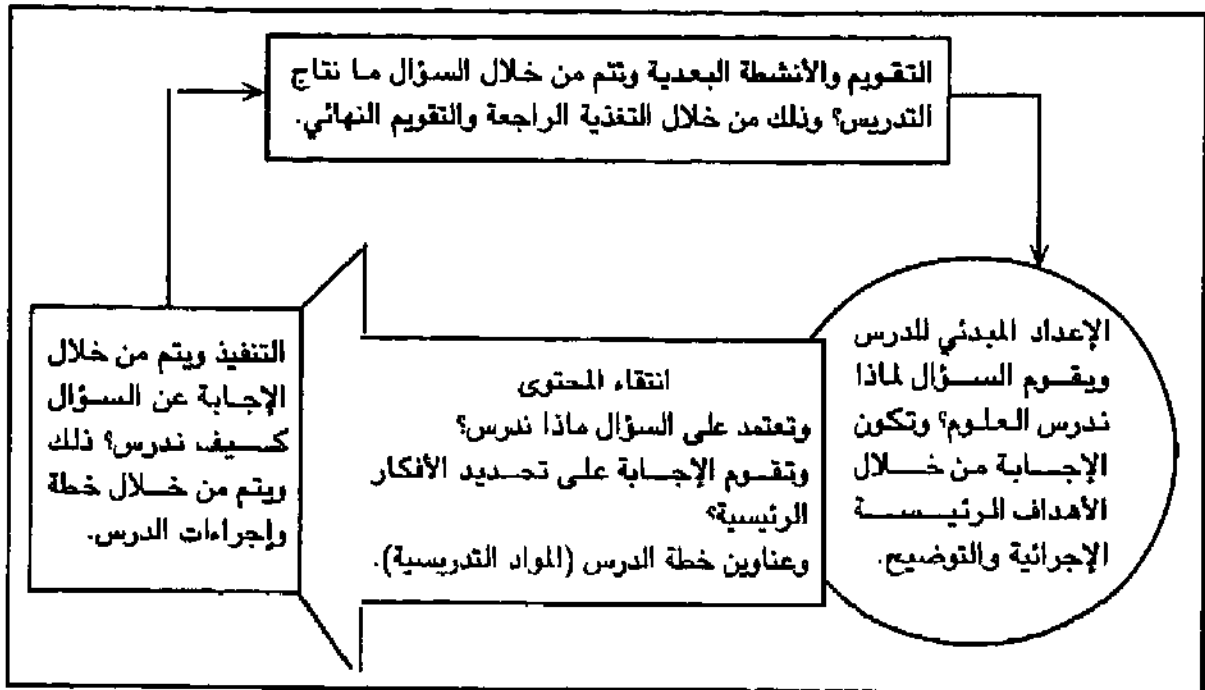 التقويم والأنشطة البعدية وتتم من خلال السؤال ما نتاج
التدريس؟ وذلك من خلال التغذية الراجعة والتقويم النهائي.
الإعداد المبدئي للدرس
ويقوم السؤال لماذا
ندرس العلوم؟ وتكون
الإجابة من خلال
الأهداف الرئيسة
الإجرائية والتوضيح.
انتقاء المحتوى
وتعتمد على السؤال ماذا ندرس؟
وتقوم الإجابة على تحديد الأفكار
الرئيسية؟
وعناوين خطة الدرس (المواد التدريسية).
التنفيذ ويتم من خلال
الإجابة عن السؤال
كيف ندرس؟ ذلك
ويتم من خلال خطة
وإجراءات الدرس.